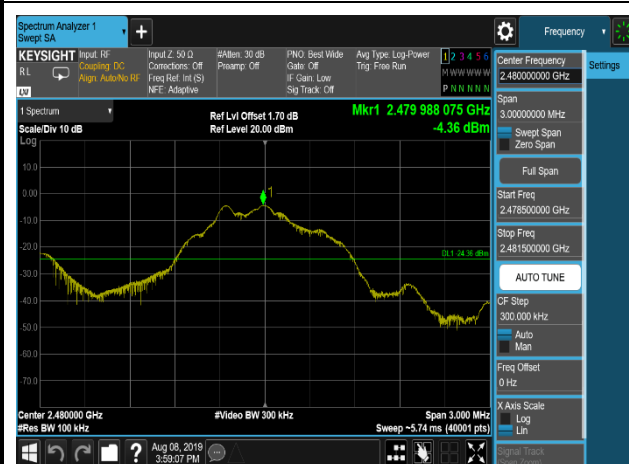 Spectrum Analyzer 1
Swept SA
+
Frequency
KEYSIGHT
RL
Input: RF
Coupling: DC
Align: Auto/No RF
Input Z: 50 Ω
Corrections: Off
Freq Ref: Int (S)
NFE: Adaptive
#Atten: 30 dB
Preamp: Off
PNO: Best Wide
Gate: Off
IF Gain: Low
Sig Track: Off
Avg Type: Log-Power
Trig: Free Run
1 2 3 4 5 6
M W W W W W
P N N N N N
Center Frequency
2.480000000 GHz
Settings
Span
3.00000000 MHz
Swept Span
Zero Span
Full Span
Start Freq
2.478500000 GHz
Stop Freq
2.481500000 GHz
AUTO TUNE
CF Step
300.000 kHz
Auto
Man
Freq Offset
0 Hz
X Axis Scale
Log
Lin
Signal Track
(Span Zoom)
1 Spectrum
Scale/Div 10 dB
Log
Ref Lvl Offset 1.70 dB
Ref Level 20.00 dBm
Mkr1 2.479 988 075 GHz
-4.36 dBm
10.0
0.00
-10.0
-20.0
-30.0
-40.0
-50.0
-60.0
-70.0
1
DL1 -24.36 dBm
Center 2.480000 GHz
#Res BW 100 kHz
#Video BW 300 kHz
Span 3.000 MHz
Sweep ~5.74 ms (40001 pts)
?
Aug 08, 2019
3:59:07 PM